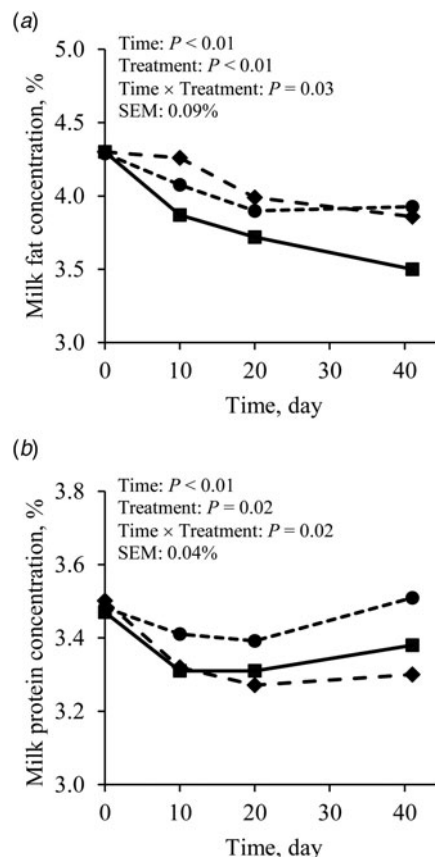 (a)
5.0
4.5
4.0
3.5
3.0
Milk fat concentration, %
Time: P < 0.01
Treatment: P < 0.01
Time × Treatment: P = 0.03
SEM: 0.09%
0 10 20 30 40
Time, day
(b)
3.8
3.6
3.4
3.2
3.0
Milk protein concentration, %
Time: P < 0.01
Treatment: P = 0.02
Time × Treatment: P = 0.02
SEM: 0.04%
0 10 20 30 40
Time, day